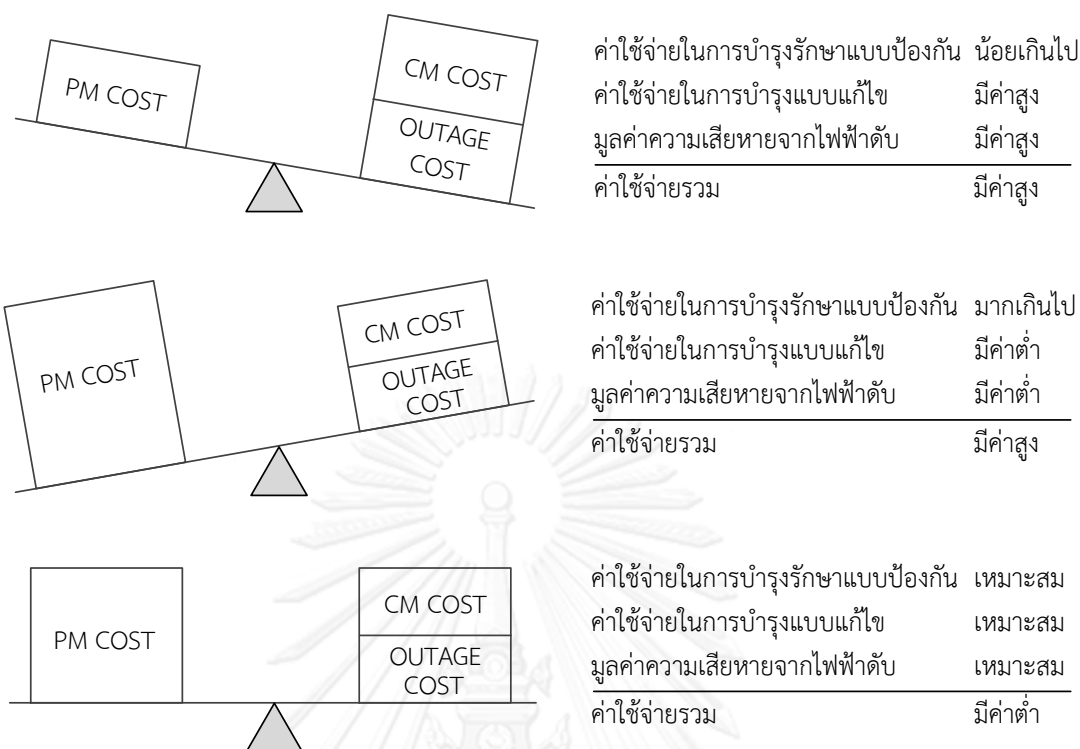 PM COST
CM COST
OUTAGE
COST
ค่าใช้จ่ายในการบำรุงรักษาแบบป้องกัน น้อยเกินไป
ค่าใช้จ่ายในการบำรุงแบบแก้ไข มีค่าสูง
มูลค่าความเสียหายจากไฟฟ้าดับ มีค่าสูง
ค่าใช้จ่ายรวม มีค่าสูง
PM COST
CM COST
OUTAGE
COST
ค่าใช้จ่ายในการบำรุงรักษาแบบป้องกัน มากเกินไป
ค่าใช้จ่ายในการบำรุงแบบแก้ไข มีค่าต่ำ
มูลค่าความเสียหายจากไฟฟ้าดับ มีค่าต่ำ
ค่าใช้จ่ายรวม มีค่าสูง
PM COST
CM COST
OUTAGE
COST
ค่าใช้จ่ายในการบำรุงรักษาแบบป้องกัน เหมาะสม
ค่าใช้จ่ายในการบำรุงแบบแก้ไข เหมาะสม
มูลค่าความเสียหายจากไฟฟ้าดับ เหมาะสม
ค่าใช้จ่ายรวม มีค่าต่ำ